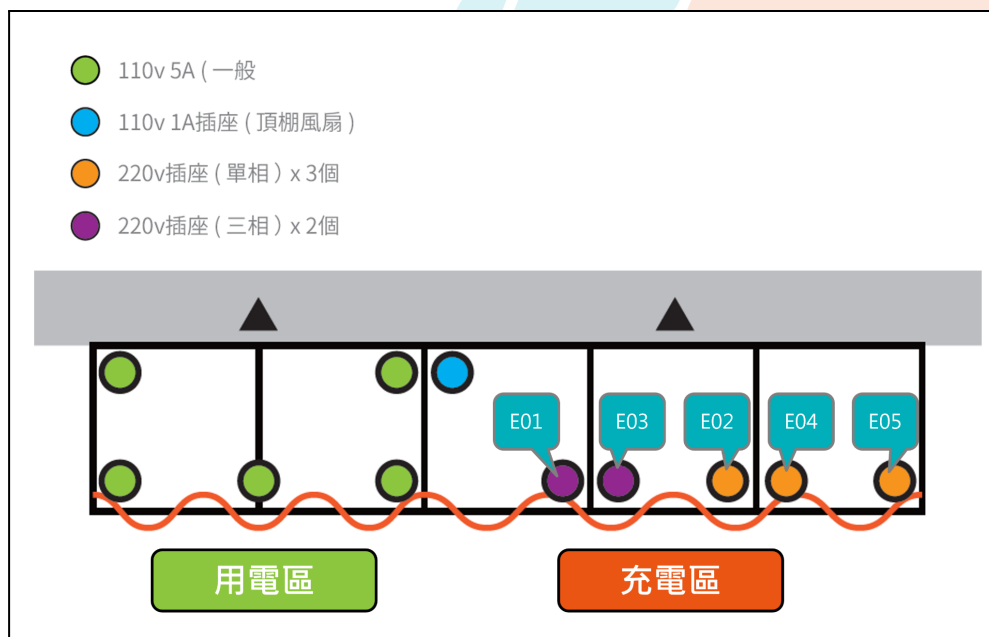 110v 5A ( 一般
110v 1A插座 ( 頂棚風扇 )
220v插座 ( 單相 ) x 3個
220v插座 ( 三相 ) x 2個
E01
E03
E02
E04
E05
用電區
充電區